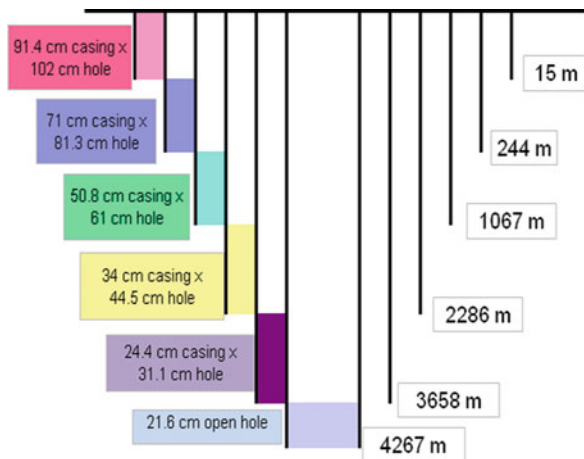 91.4 cm casing x
102 cm hole
15 m
71 cm casing x
81.3 cm hole
244 m
50.8 cm casing x
61 cm hole
1067 m
34 cm casing x
44.5 cm hole
2286 m
24.4 cm casing x
31.1 cm hole
3658 m
21.6 cm open hole
4267 m